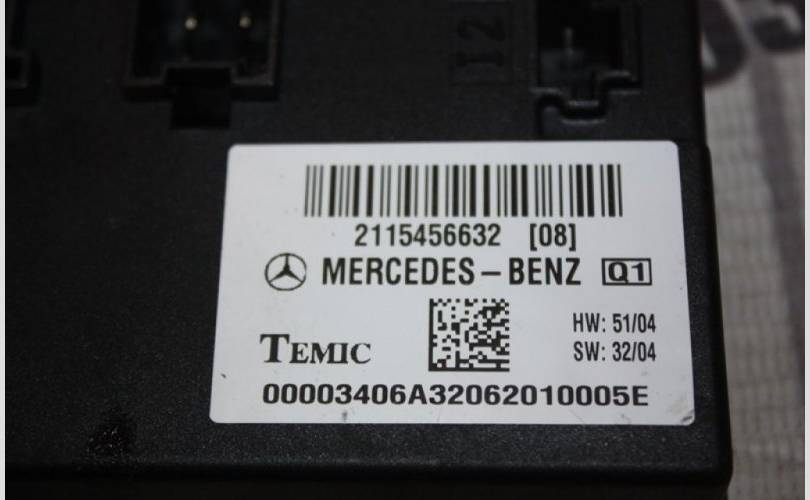 2115456632 [08]
MERCEDES-BENZ Q1
HW: 51/04
TEMIC
SW: 32/04
00003406A32062010005E